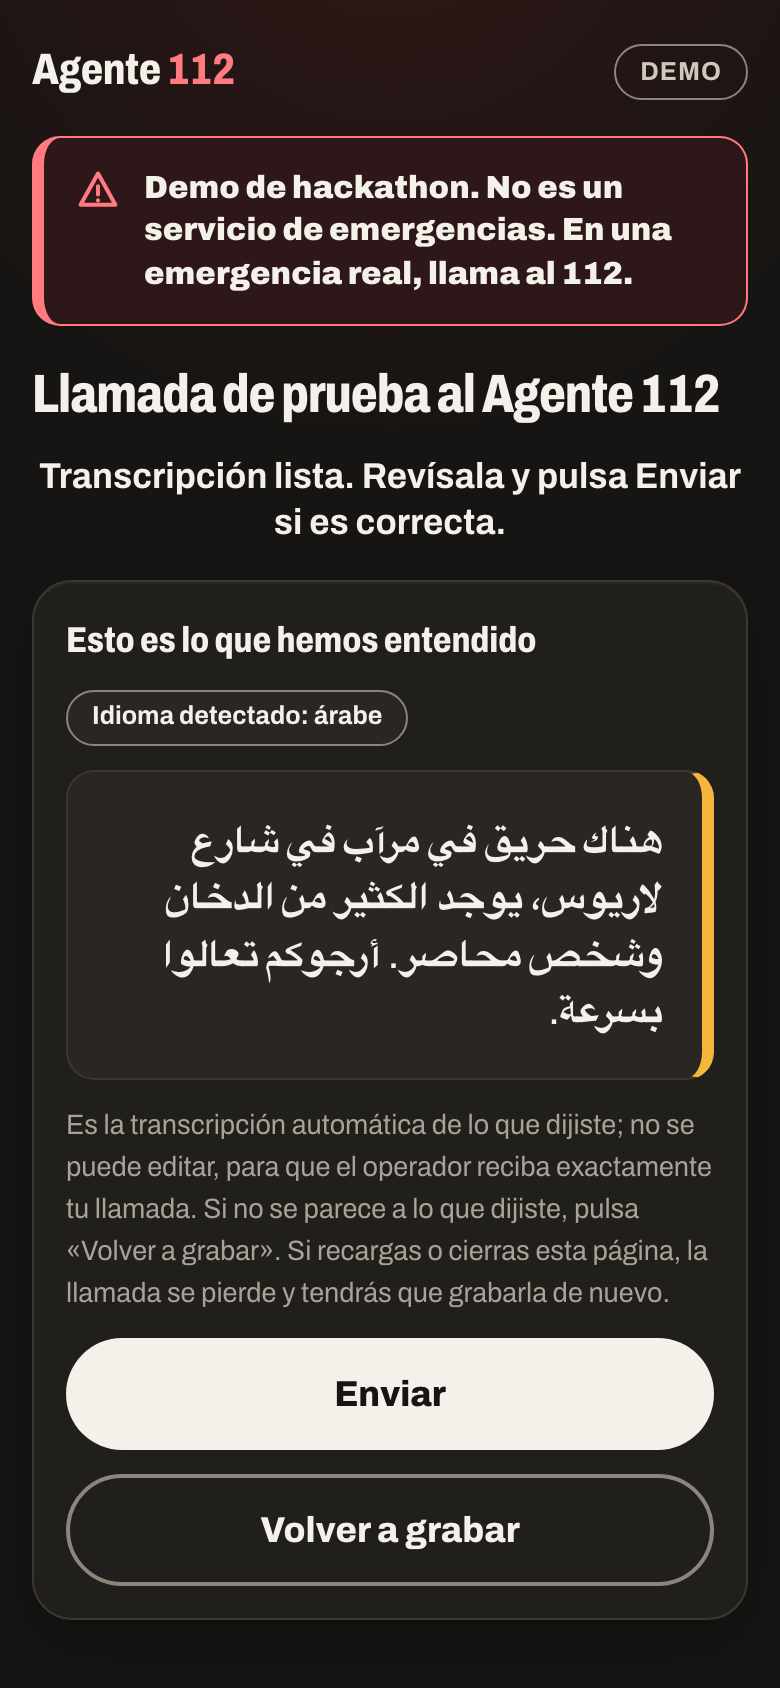 Agente 112
DEMO
Demo de hackathon. No es un
servicio de emergencias. En una
emergencia real, llama al 112.
Llamada de prueba al Agente 112
Transcripción lista. Revísala y pulsa Enviar
si es correcta.
Esto es lo que hemos entendido
Idioma detectado: árabe
هناك حريق في مرآب في شارع
لاريوس، يوجد الكثير من الدخان
وشخص محاصر. أرجوكم تعالوا
بسرعة.
Es la transcripción automática de lo que dijiste; no se
puede editar, para que el operador reciba exactamente
tu llamada. Si no se parece a lo que dijiste, pulsa
«Volver a grabar». Si recargas o cierras esta página, la
llamada se pierde y tendrás que grabarla de nuevo.
Enviar
Volver a grabar